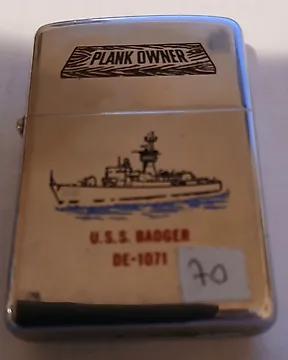 PLANK OWNER
U.S.S. BADGER
DE-1071
70